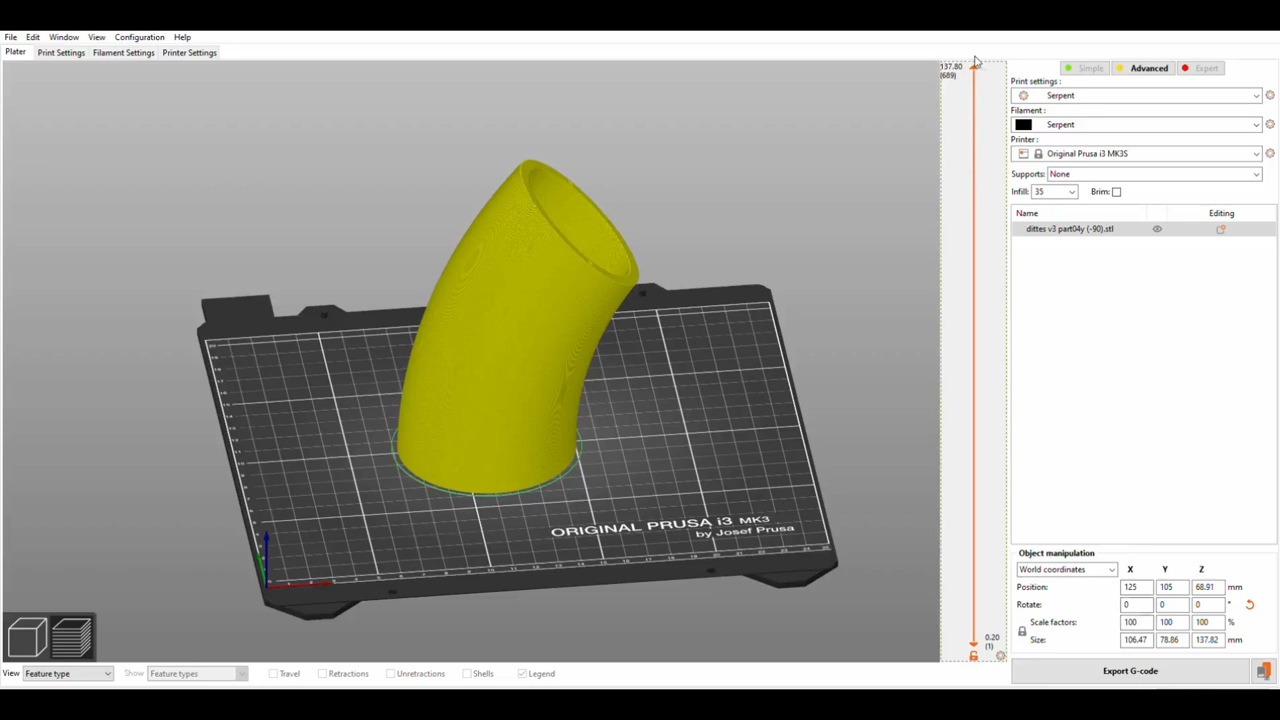 File Edit Window View Configuration Help
Plater Print Settings Filament Settings Printer Settings
137.80
(689)
Simple Advanced Expert
Print settings :
Serpent
Filament :
Serpent
Printer :
Original Prusa i3 MK3S
Supports: None
Infill: 35 Brim:
Name Editing
dittes v3 part04y (-90).stl
ORIGINAL PRUSA i3 MK3
by Josef Prusa
Object manipulation
World coordinates X Y Z
Position: 125 105 68.91 mm
Rotate: 0 0 0 °
Scale factors: 100 100 100 %
Size: 106.47 78.86 137.82 mm
0.20
(1)
View Feature type Show Feature types Travel Retractions Unretractions Shells Legend
Export G-code